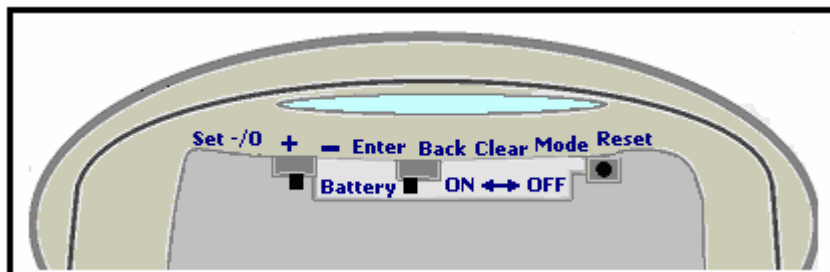 Set -/0 + - Enter Back Clear Mode Reset
Battery ON ↔ OFF